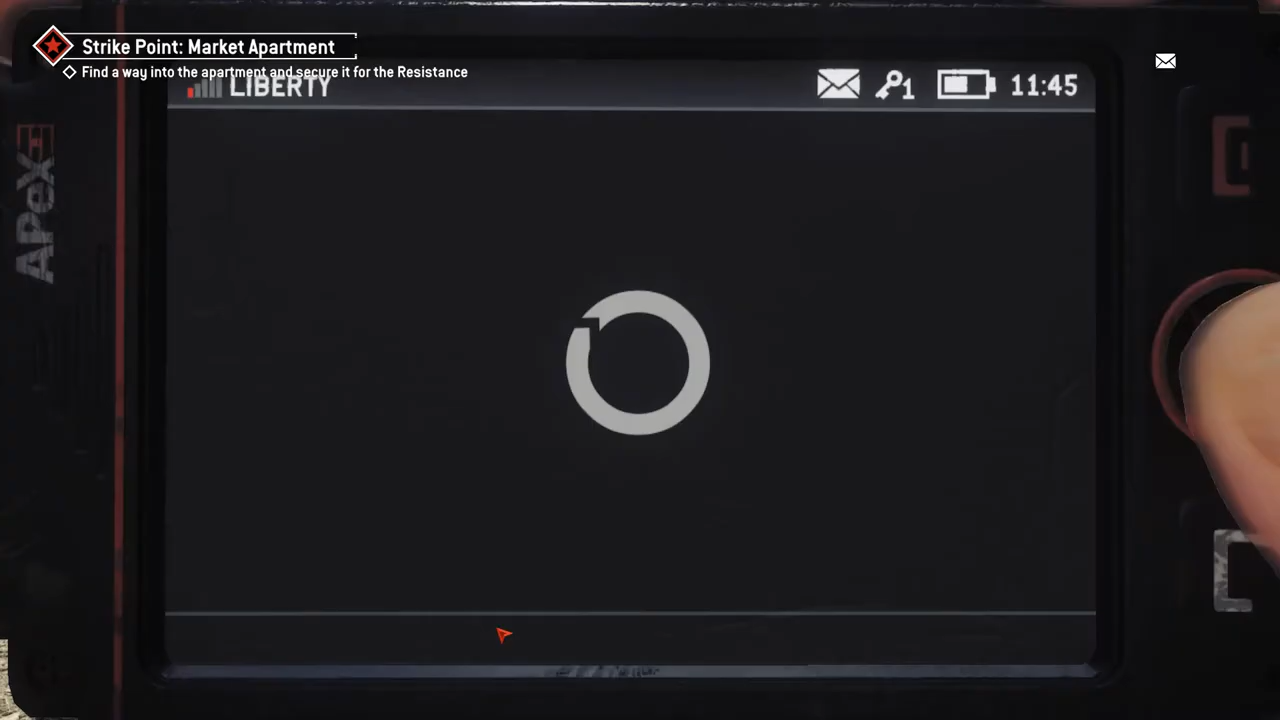 Strike Point: Market Apartment
Find a way into the apartment and secure it for the Resistance
LIBERTY
1
11:45
APEX